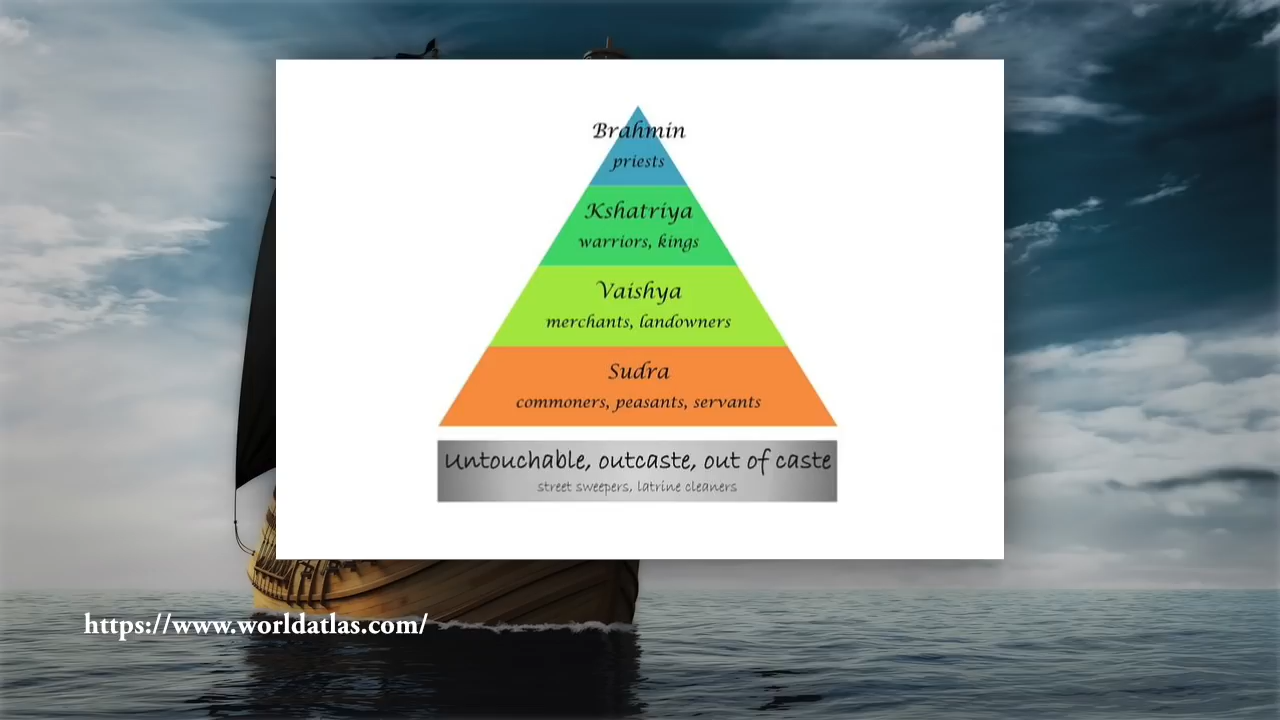 Brahmin
priests
Kshatriya
warriors, kings
Vaishya
merchants, landowners
Sudra
commoners, peasants, servants
Untouchable, outcaste, out of caste
street sweepers, latrine cleaners
https://www.worldatlas.com/